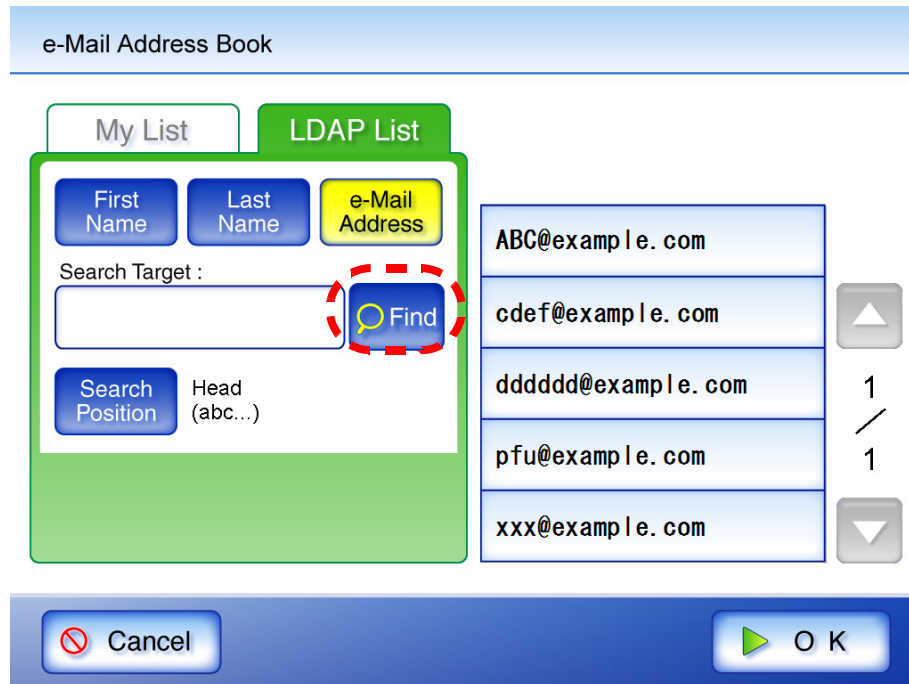 e-Mail Address Book
My List
LDAP List
First
Name
Last
Name
e-Mail
Address
Search Target :
Find
Search
Position
Head
(abc...)
ABC@example.com
cdef@example.com
dddddd@example.com
pfu@example.com
xxx@example.com
1
/
1
Cancel
O K